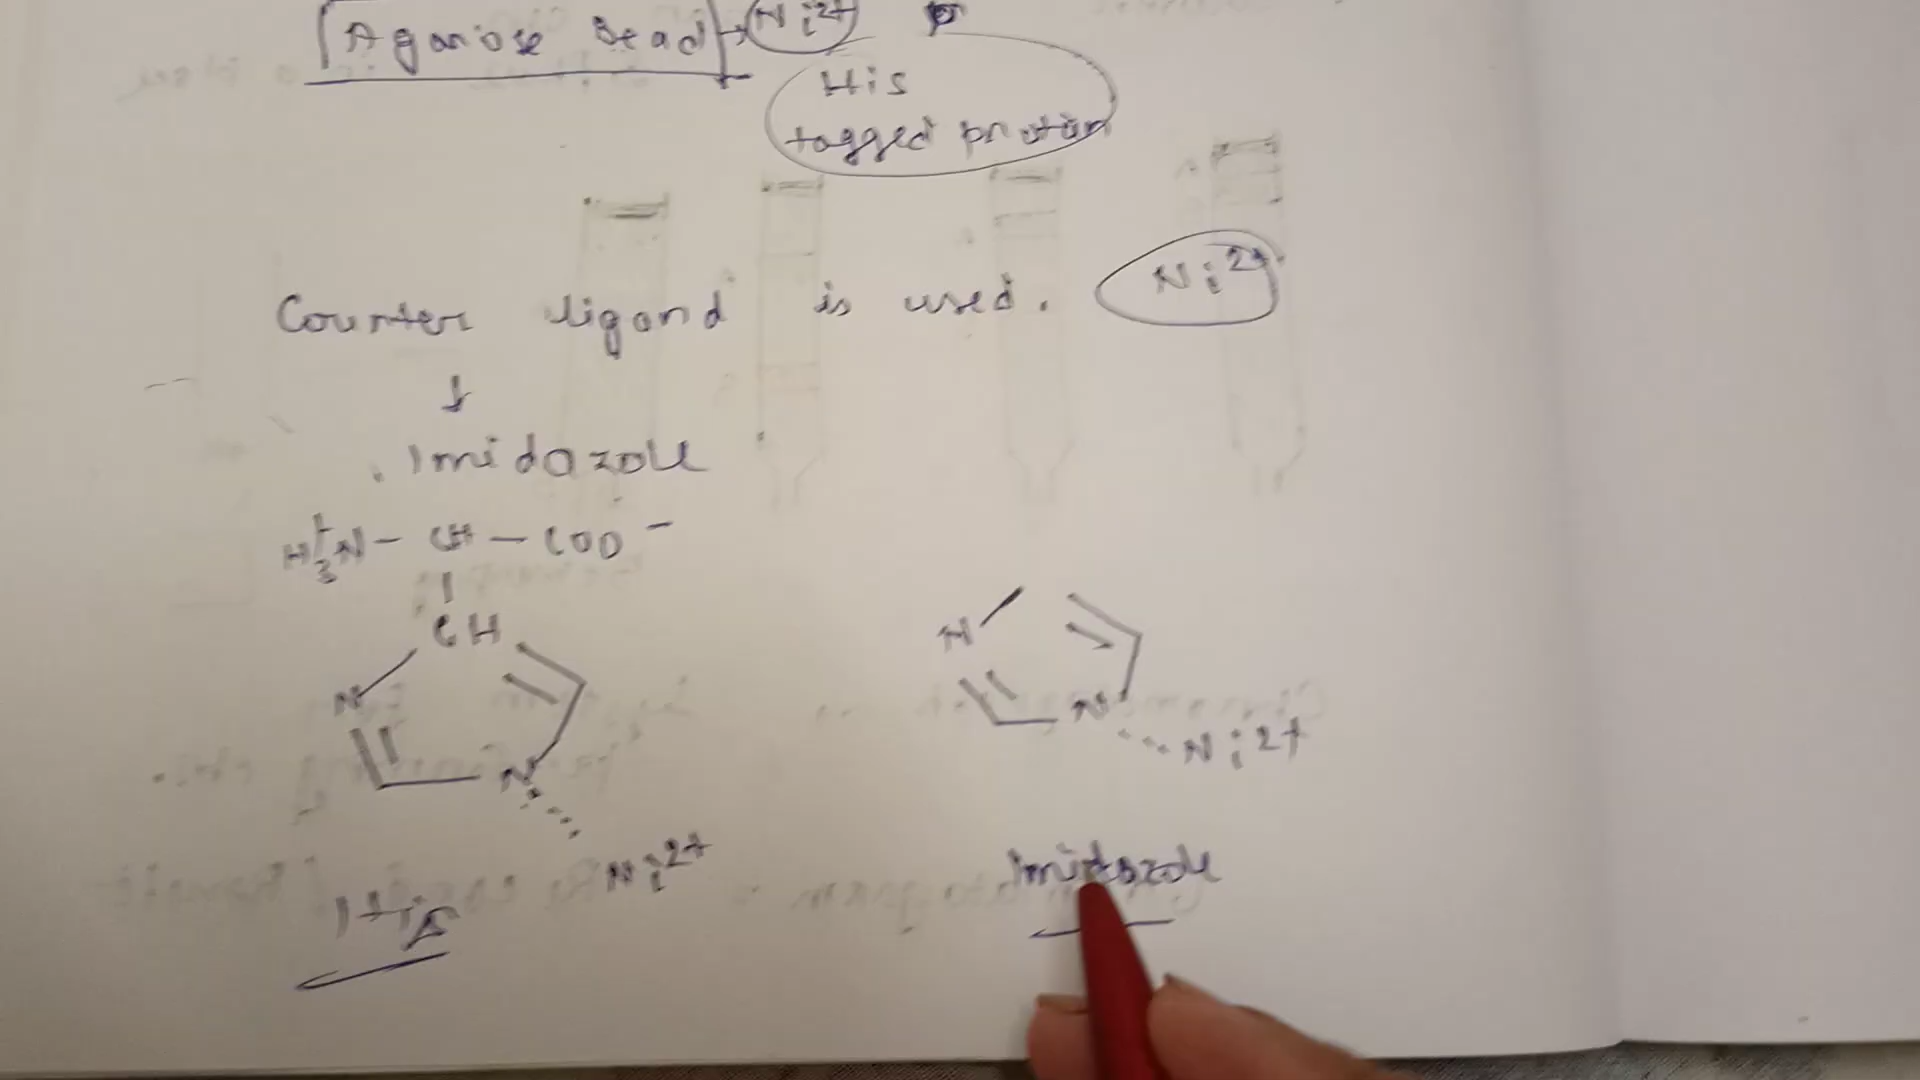 Agarose Bead → Ni2+
His
tagged protein
Counter ligand is used. Ni2+
↓
Imidazole
H3+N - CH - COO-
CH
N
N
Ni2+
His
N
N
Ni2+
Imidazole